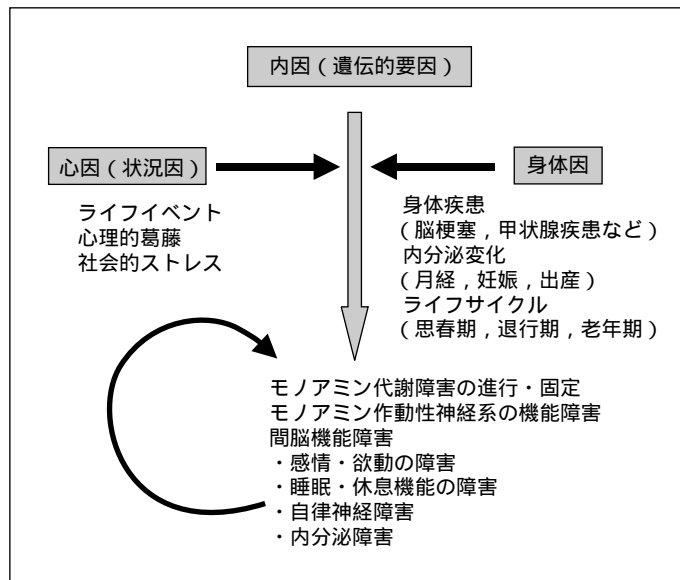 内因（遺伝的要因）
心因（状況因）
ライフイベント
心理的葛藤
社会的ストレス
身体因
身体疾患
（脳梗塞，甲状腺疾患など）
内分泌変化
（月経，妊娠，出産）
ライフサイクル
（思春期，退行期，老年期）
モノアミン代謝障害の進行・固定
モノアミン作動性神経系の機能障害
間脳機能障害
・感情・欲動の障害
・睡眠・休息機能の障害
・自律神経障害
・内分泌障害